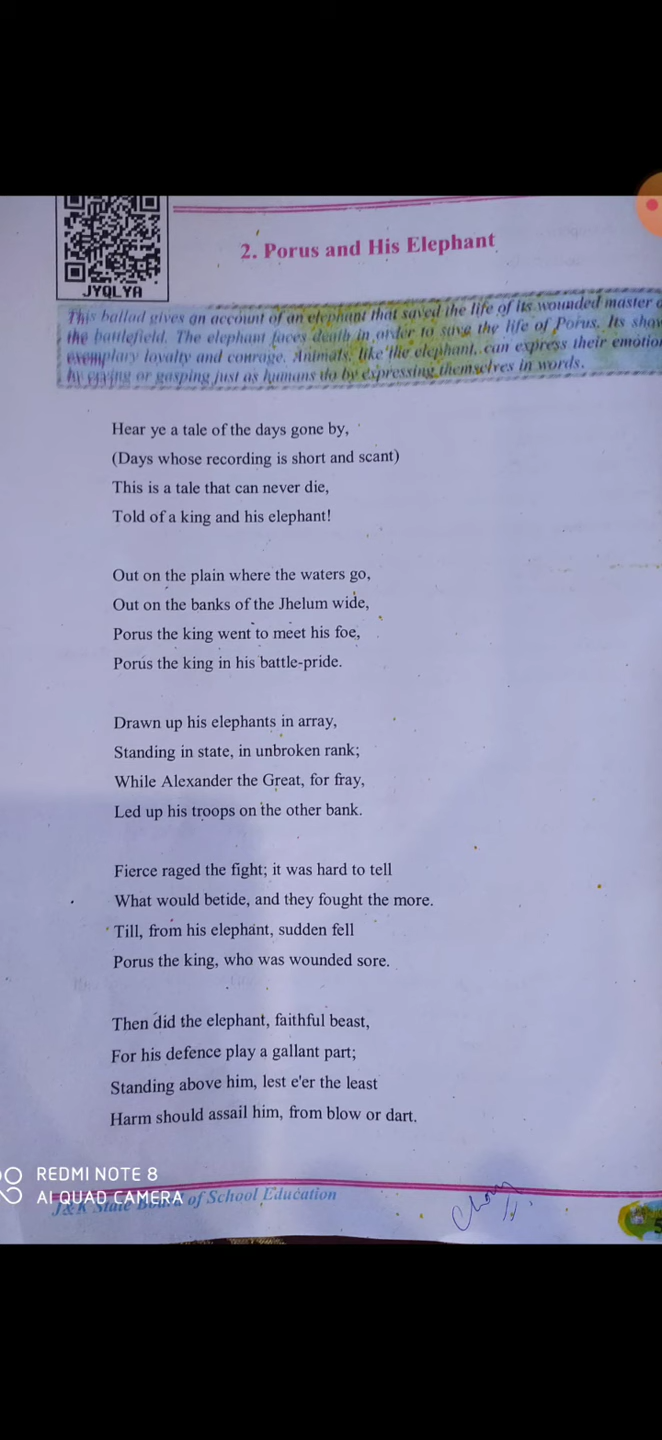 JYQLYA
2. Porus and His Elephant
This ballad gives an account of an elephant that saved the life of its wounded master o
the battlefield. The elephant faces death in order to save the life of Porus. Its show
exemplary loyalty and courage. Animals, like the elephant, can express their emotion
by crying or gasping just as humans do by expressing themselves in words.
Hear ye a tale of the days gone by,
(Days whose recording is short and scant)
This is a tale that can never die,
Told of a king and his elephant!
Out on the plain where the waters go,
Out on the banks of the Jhelum wide,
Porus the king went to meet his foe,
Porus the king in his battle-pride.
Drawn up his elephants in array,
Standing in state, in unbroken rank;
While Alexander the Great, for fray,
Led up his troops on the other bank.
Fierce raged the fight; it was hard to tell
What would betide, and they fought the more.
Till, from his elephant, sudden fell
Porus the king, who was wounded sore.
Then did the elephant, faithful beast,
For his defence play a gallant part;
Standing above him, lest e'er the least
Harm should assail him, from blow or dart.
REDMI NOTE 8
AI QUAD CAMERA
J&K State Board of School Education
5